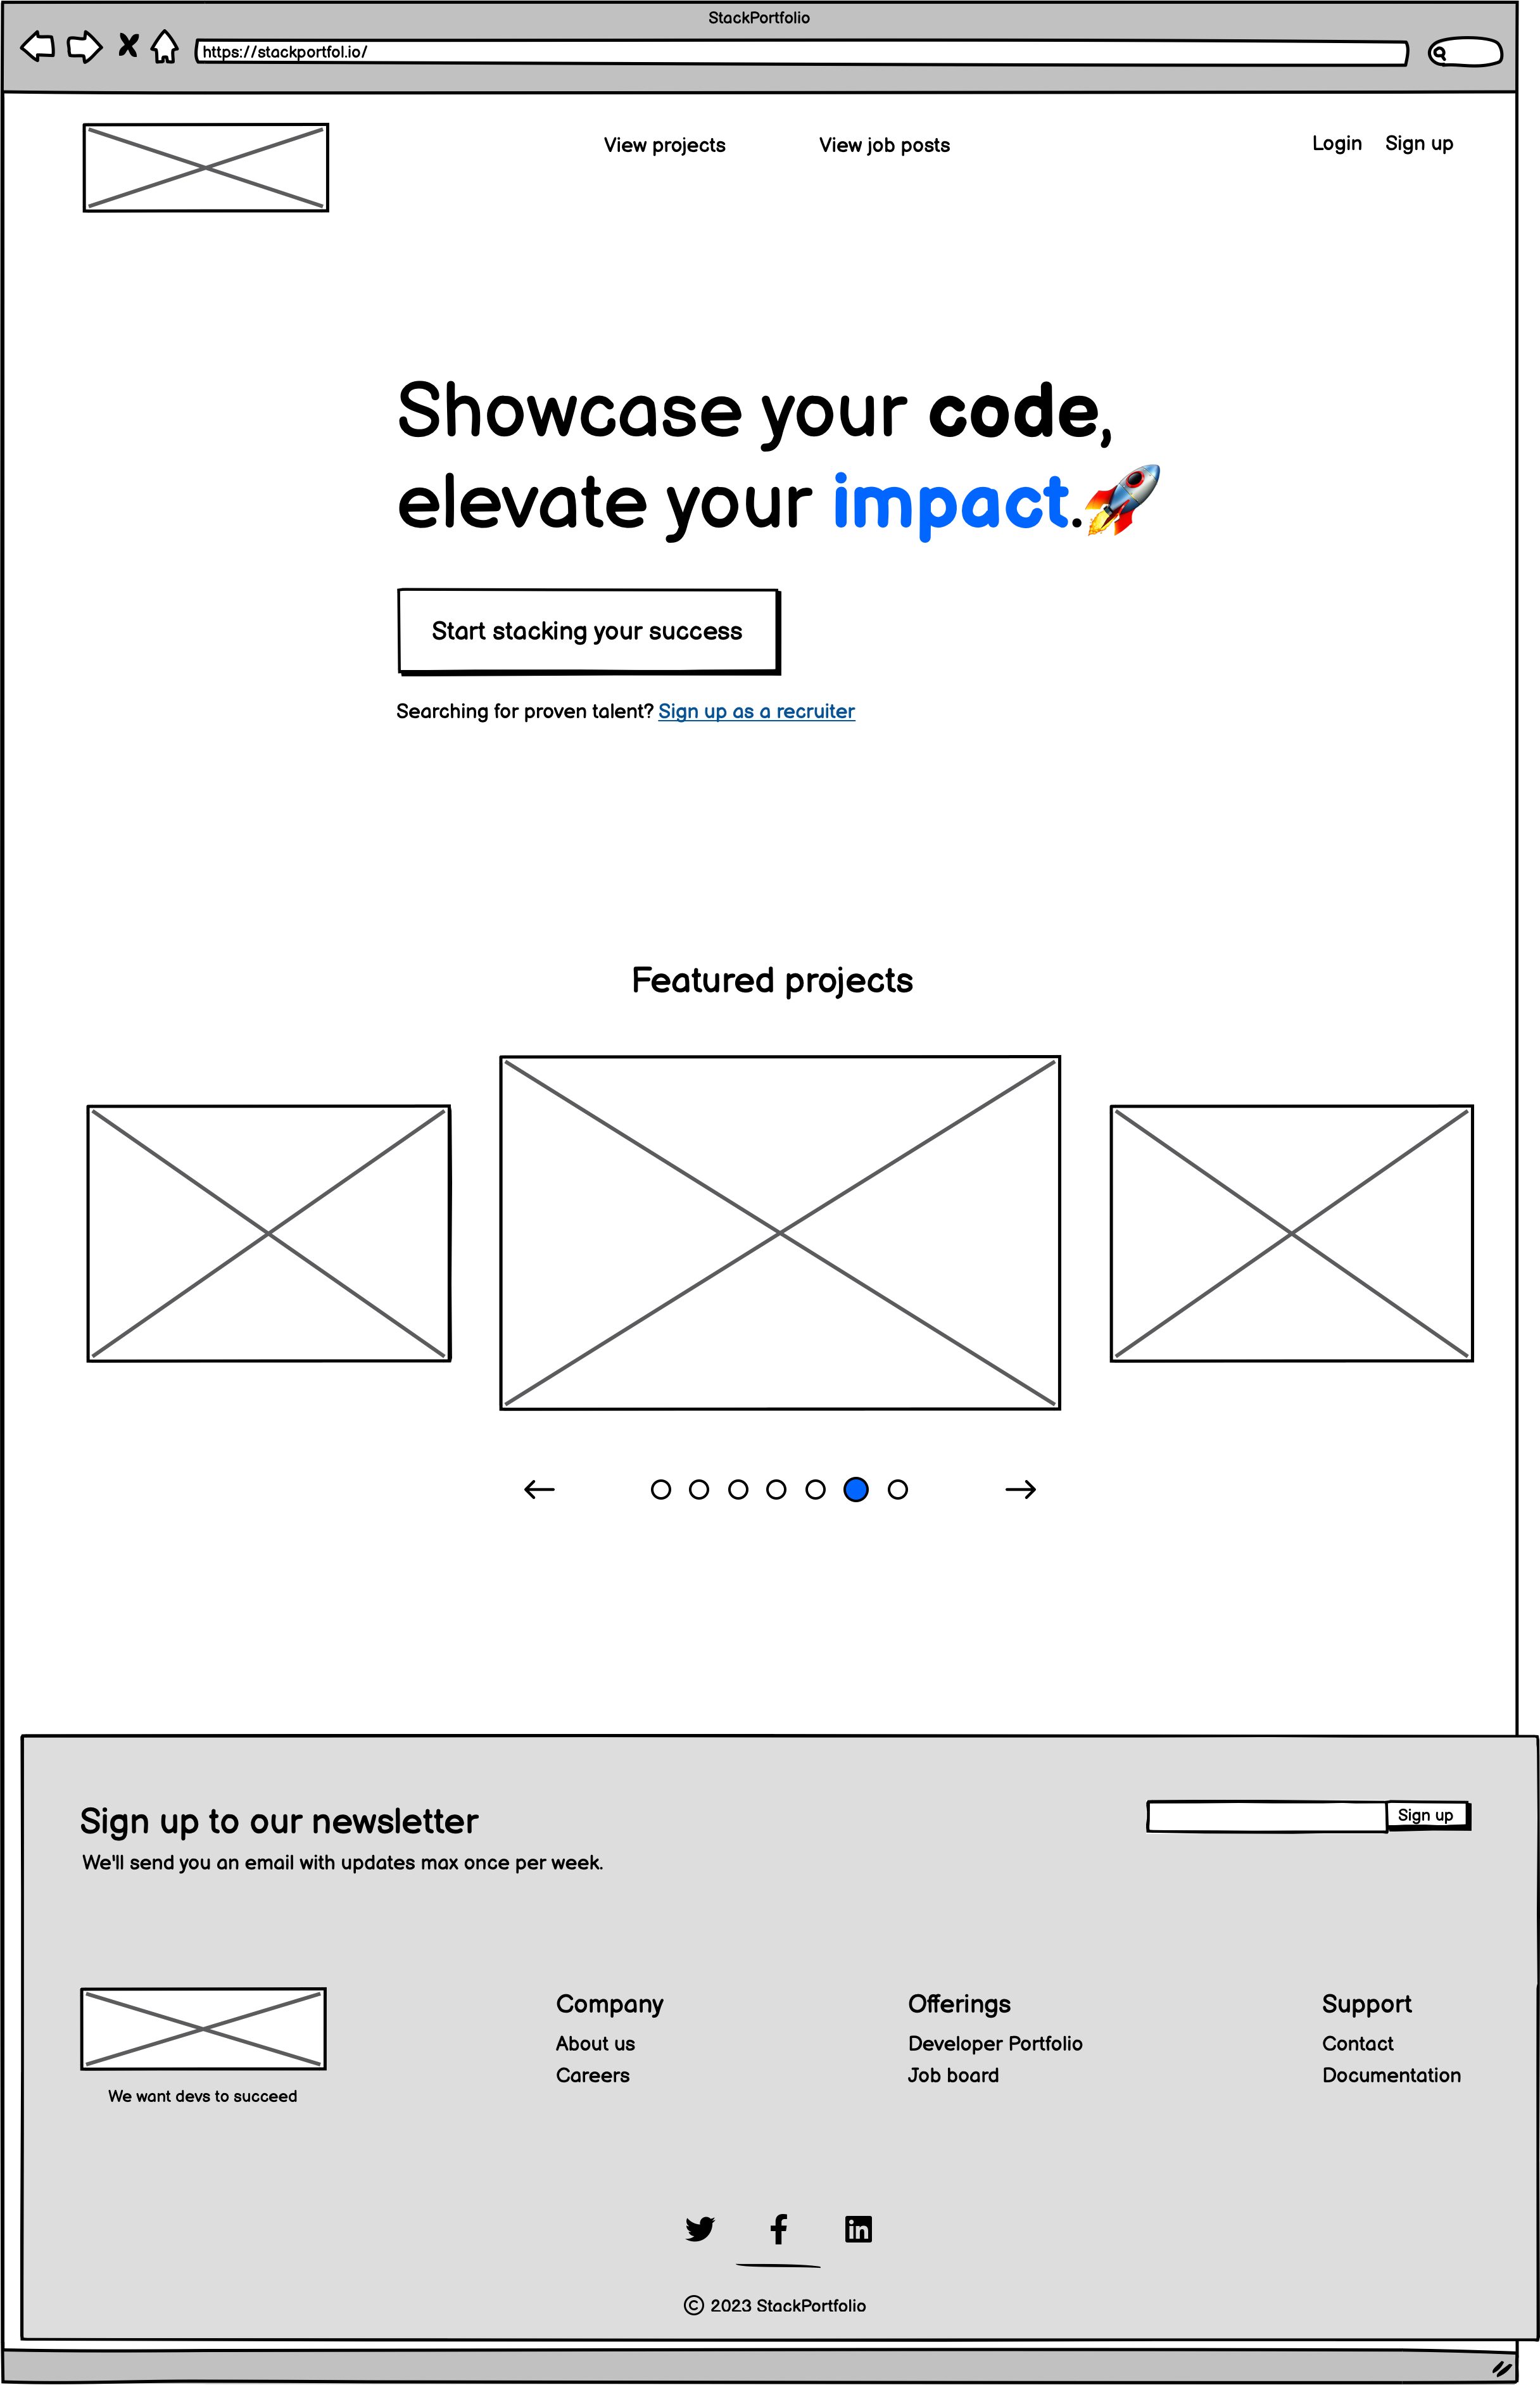 StackPortfolio
https://stackportfol.io/
View projects
View job posts
Login
Sign up
Showcase your code,
elevate your impact.🚀
Start stacking your success
Searching for proven talent? Sign up as a recruiter
Featured projects
Sign up to our newsletter
Sign up
We'll send you an email with updates max once per week.
Company
Offerings
Support
About us
Developer Portfolio
Contact
Careers
Job board
Documentation
We want devs to succeed
© 2023 StackPortfolio